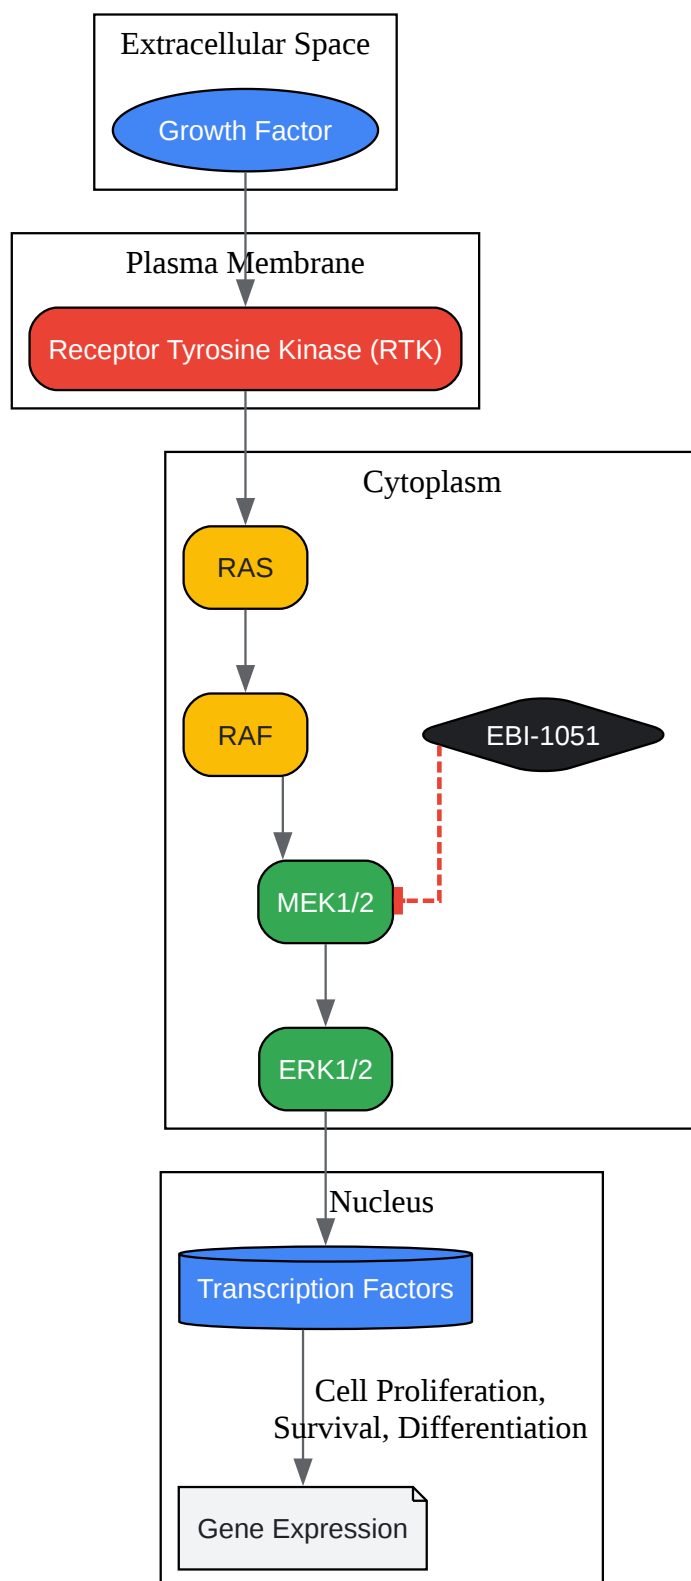 Extracellular Space
Growth Factor
Plasma Membrane
Receptor Tyrosine Kinase (RTK)
Cytoplasm
RAS
RAF
EBI-1051
MEK1/2
ERK1/2
Nucleus
Transcription Factors
Cell Proliferation,
Survival, Differentiation
Gene Expression